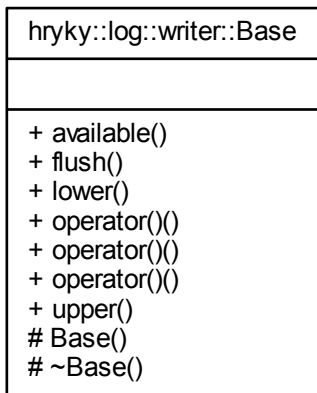 hryky::log::writer::Base
+ available()
+ flush()
+ lower()
+ operator()()
+ operator()()
+ operator()()
+ upper()
# Base()
# ~Base()